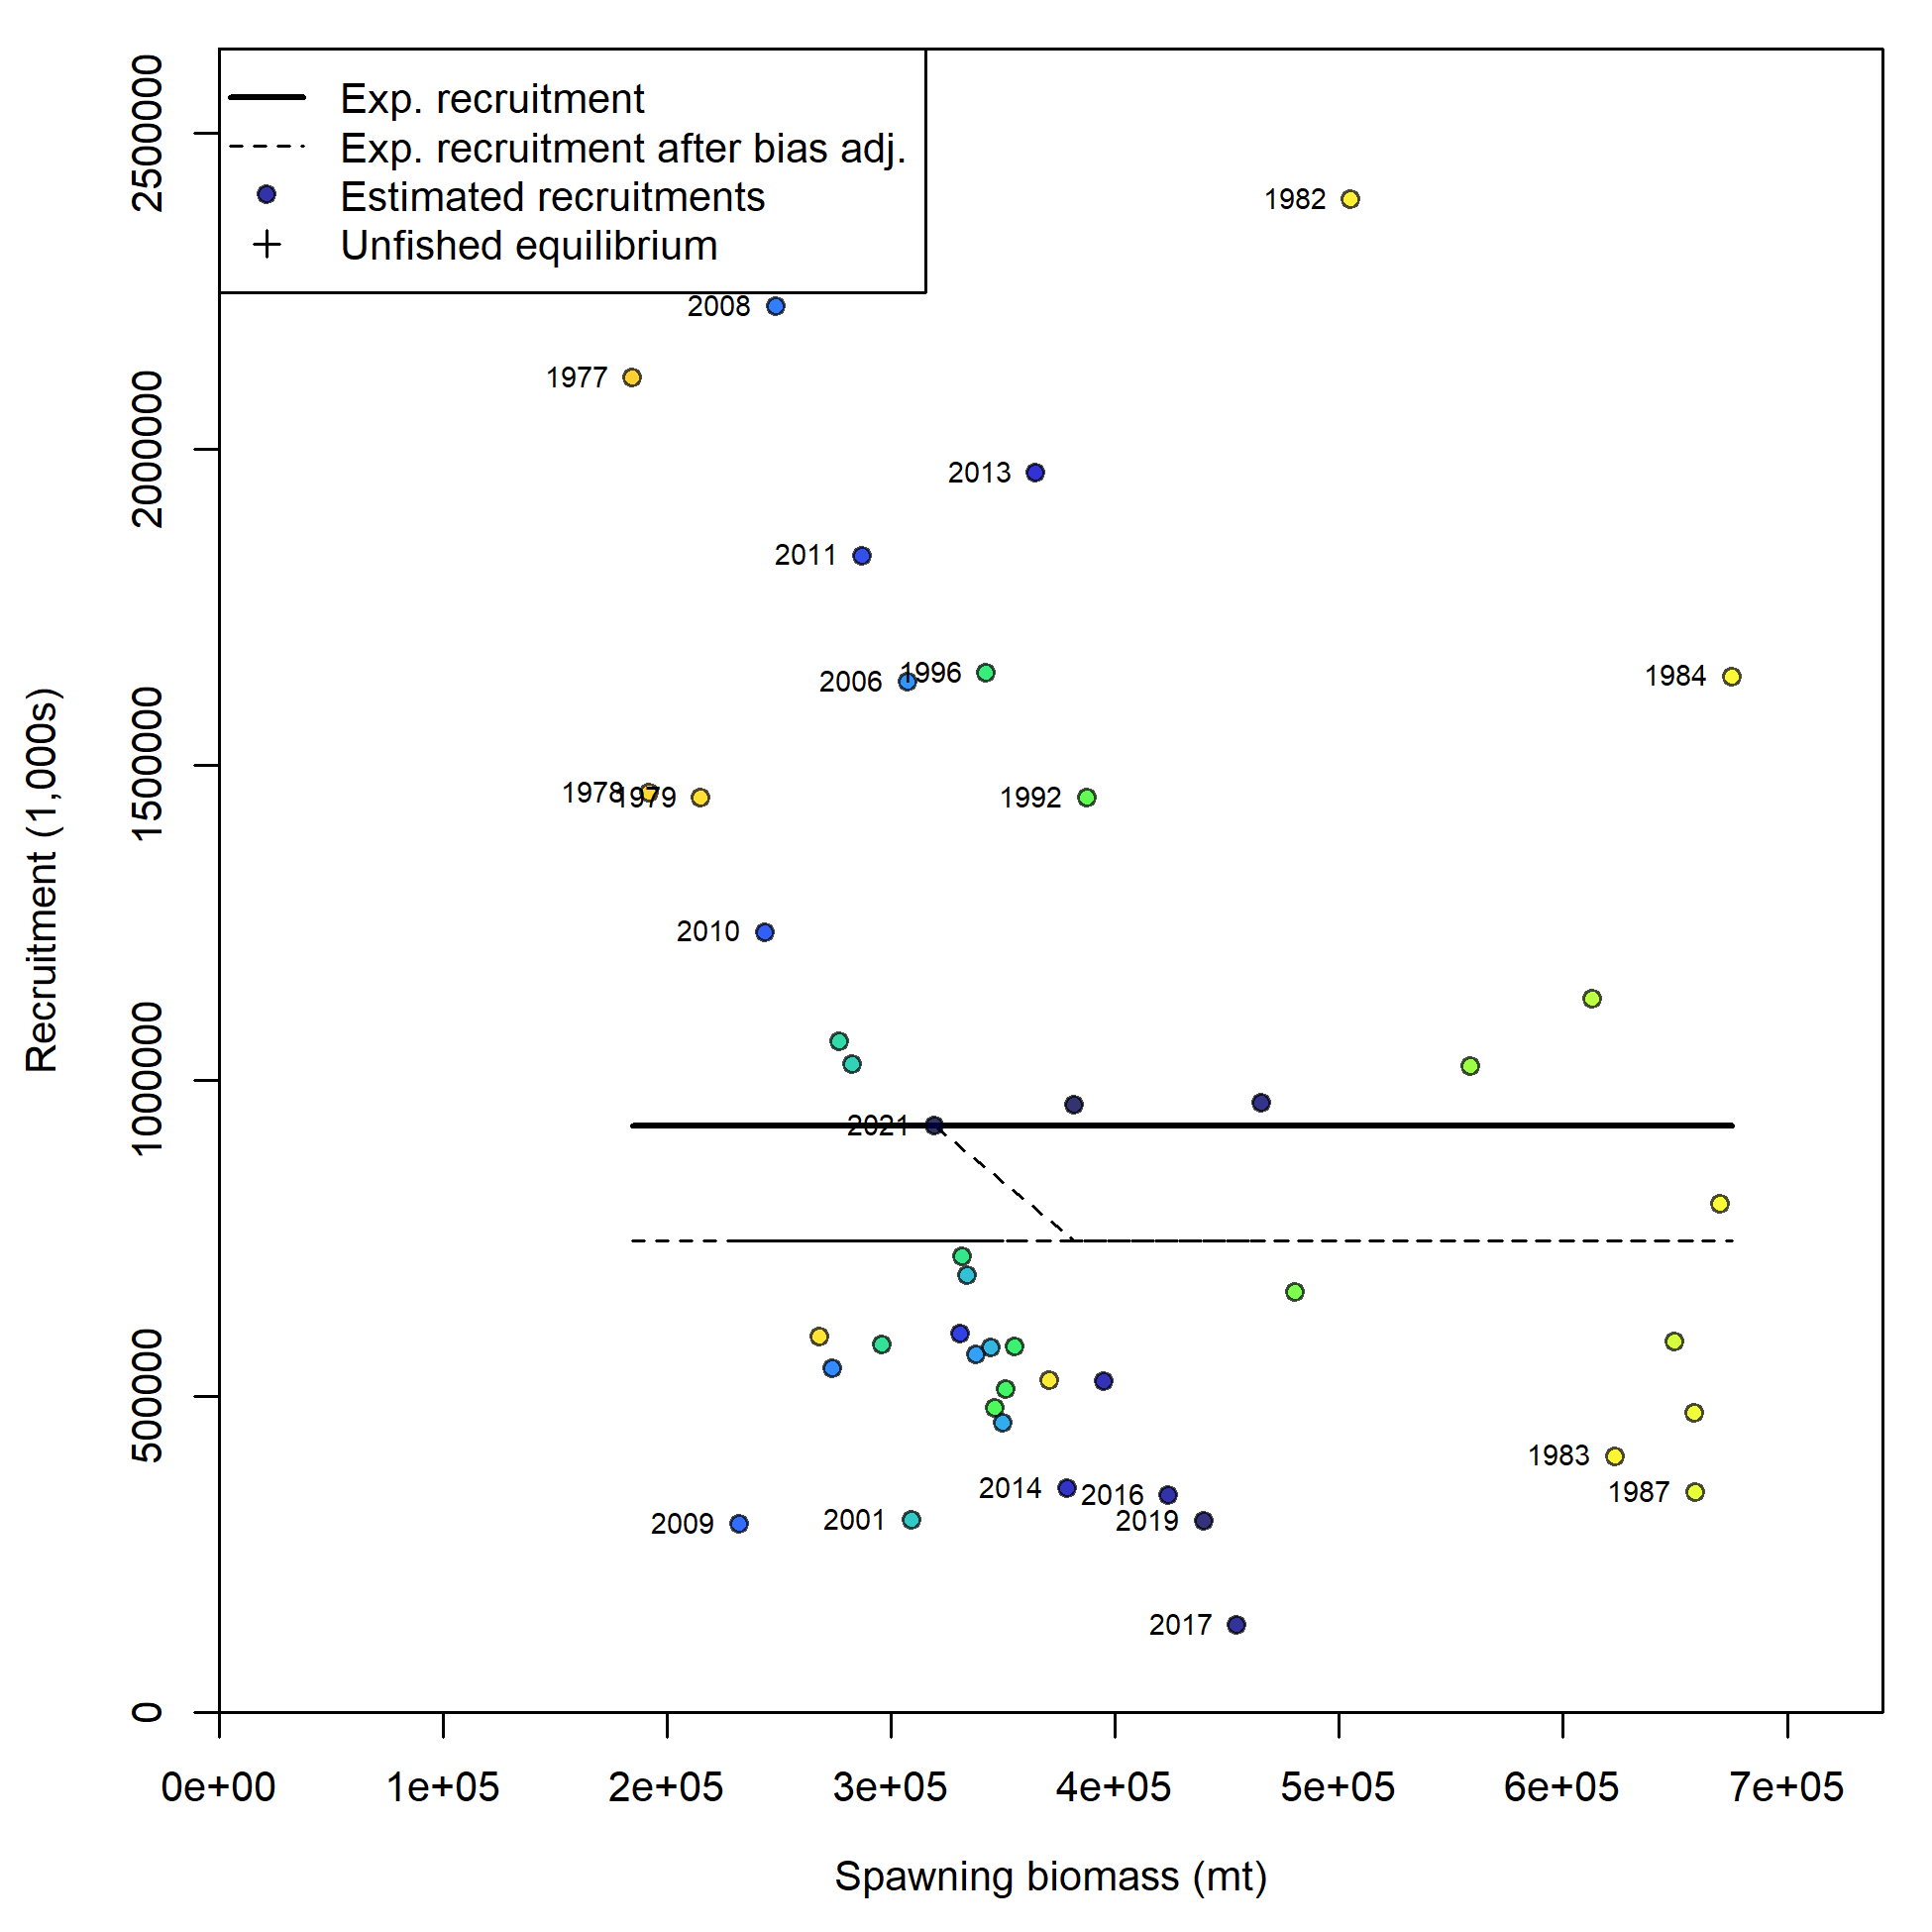 Exp. recruitment
Exp. recruitment after bias adj.
Estimated recruitments
Unfished equilibrium
2500000
2000000
1500000
1000000
500000
0
Recruitment (1,000s)
1982
2008
1977
2013
2011
2006
1996
1984
1978
1979
1992
2010
2021
1983
1987
2014
2016
2009
2001
2019
2017
0e+00
1e+05
2e+05
3e+05
4e+05
5e+05
6e+05
7e+05
Spawning biomass (mt)